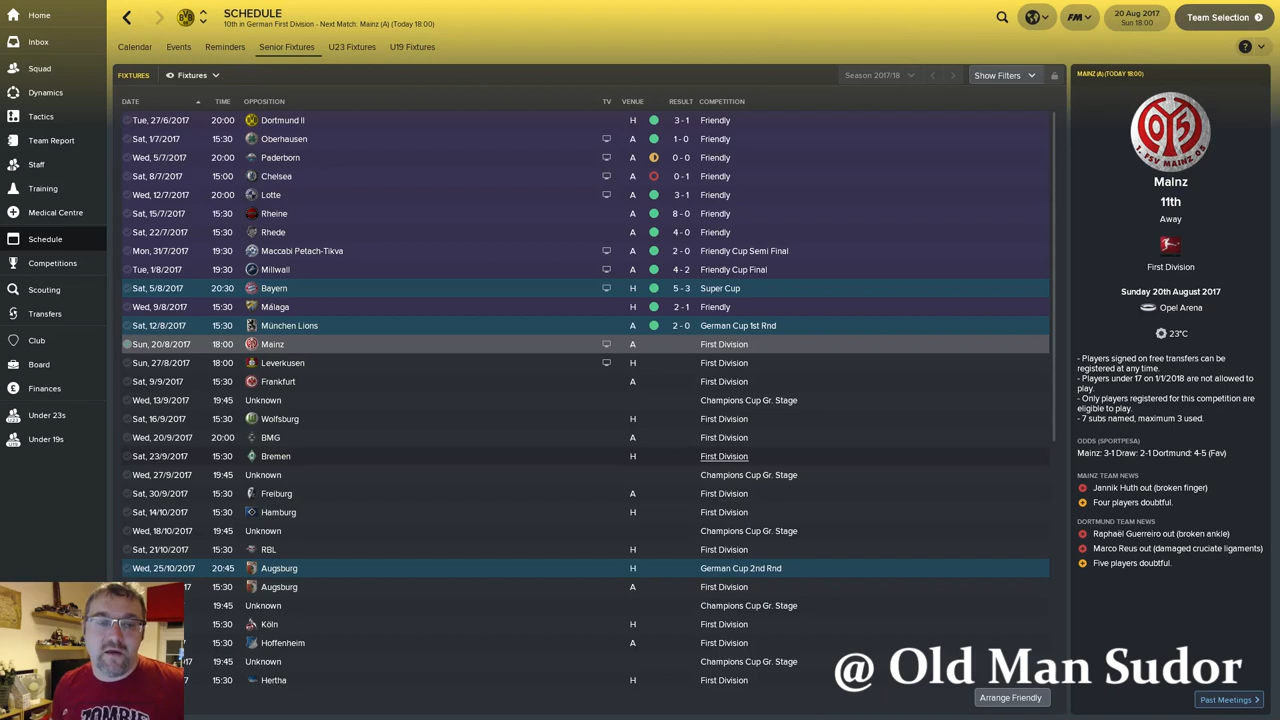 Home
Inbox
Squad
Dynamics
Tactics
Team Report
Staff
Training
Medical Centre
Schedule
Competitions
Scouting
Transfers
Club
Board
Finances
Under 23s
Under 19s
SCHEDULE
10th in German First Division - Next Match: Mainz (A) (Today 18:00)
FM
20 Aug 2017
Sun 18:00
Team Selection
Calendar Events Reminders Senior Fixtures U23 Fixtures U19 Fixtures
?
FIXTURES Fixtures Season 2017/18 Show Filters
DATE TIME OPPOSITION TV VENUE RESULT COMPETITION
Tue, 27/6/2017 20:00 Dortmund II H 3 - 1 Friendly
Sat, 1/7/2017 15:30 Oberhausen A 1 - 0 Friendly
Wed, 5/7/2017 20:00 Paderborn A 0 - 0 Friendly
Sat, 8/7/2017 15:00 Chelsea A 0 - 1 Friendly
Wed, 12/7/2017 20:00 Lotte A 3 - 1 Friendly
Sat, 15/7/2017 15:30 Rheine A 8 - 0 Friendly
Sat, 22/7/2017 15:30 Rhede A 4 - 0 Friendly
Mon, 31/7/2017 19:30 Maccabi Petach-Tikva A 2 - 0 Friendly Cup Semi Final
Tue, 1/8/2017 19:30 Millwall A 4 - 2 Friendly Cup Final
Sat, 5/8/2017 20:30 Bayern H 5 - 3 Super Cup
Wed, 9/8/2017 15:30 Málaga H 2 - 1 Friendly
Sat, 12/8/2017 15:30 München Lions A 2 - 0 German Cup 1st Rnd
Sun, 20/8/2017 18:00 Mainz A First Division
Sun, 27/8/2017 18:00 Leverkusen H First Division
Sat, 9/9/2017 15:30 Frankfurt A First Division
Wed, 13/9/2017 19:45 Unknown Champions Cup Gr. Stage
Sat, 16/9/2017 15:30 Wolfsburg H First Division
Wed, 20/9/2017 20:00 BMG A First Division
Sat, 23/9/2017 15:30 Bremen H First Division
Wed, 27/9/2017 19:45 Unknown Champions Cup Gr. Stage
Sat, 30/9/2017 15:30 Freiburg A First Division
Sat, 14/10/2017 15:30 Hamburg H First Division
Wed, 18/10/2017 19:45 Unknown Champions Cup Gr. Stage
Sat, 21/10/2017 15:30 RBL H First Division
Wed, 25/10/2017 20:45 Augsburg H German Cup 2nd Rnd
15:30 Augsburg A First Division
19:45 Unknown Champions Cup Gr. Stage
15:30 Köln H First Division
15:30 Hoffenheim A First Division
19:45 Unknown Champions Cup Gr. Stage
15:30 Hertha H First Division
Arrange Friendly
MAINZ (A) (TODAY 18:00)
1. FSV MAINZ 05
Mainz
11th
Away
First Division
Sunday 20th August 2017
Opel Arena
23°C
- Players signed on free transfers can be
registered at any time.
- Players under 17 on 1/1/2018 are not allowed to
play.
- Only players registered for this competition are
eligible to play.
- 7 subs named, maximum 3 used.
ODDS (SPORTPESA)
Mainz: 3-1 Draw: 2-1 Dortmund: 4-5 (Fav)
MAINZ TEAM NEWS
Jannik Huth out (broken finger)
Four players doubtful.
DORTMUND TEAM NEWS
Raphaël Guerreiro out (broken ankle)
Marco Reus out (damaged cruciate ligaments)
Five players doubtful.
Past Meetings
@ Old Man Sudor
ZOMBIE